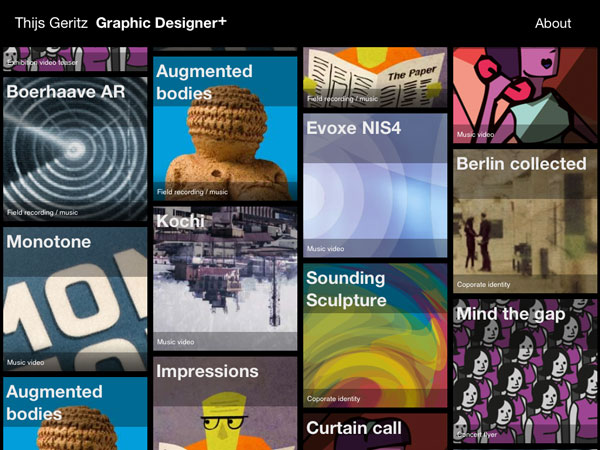 Thijs Geritz Graphic Designer+
About
Exhibition video teaser
Boerhaave AR
Field recording / music
Monotone
MO
Music video
Augmented
bodies
Augmented
bodies
Field recording / music
Kochi
Music video
Impressions
The Paper
Field recording / music
Evoxe NIS4
Music video
Sounding
Sculpture
Coporate identity
Curtain call
Music video
Berlin collected
Coporate identity
Mind the gap
Concert flyer